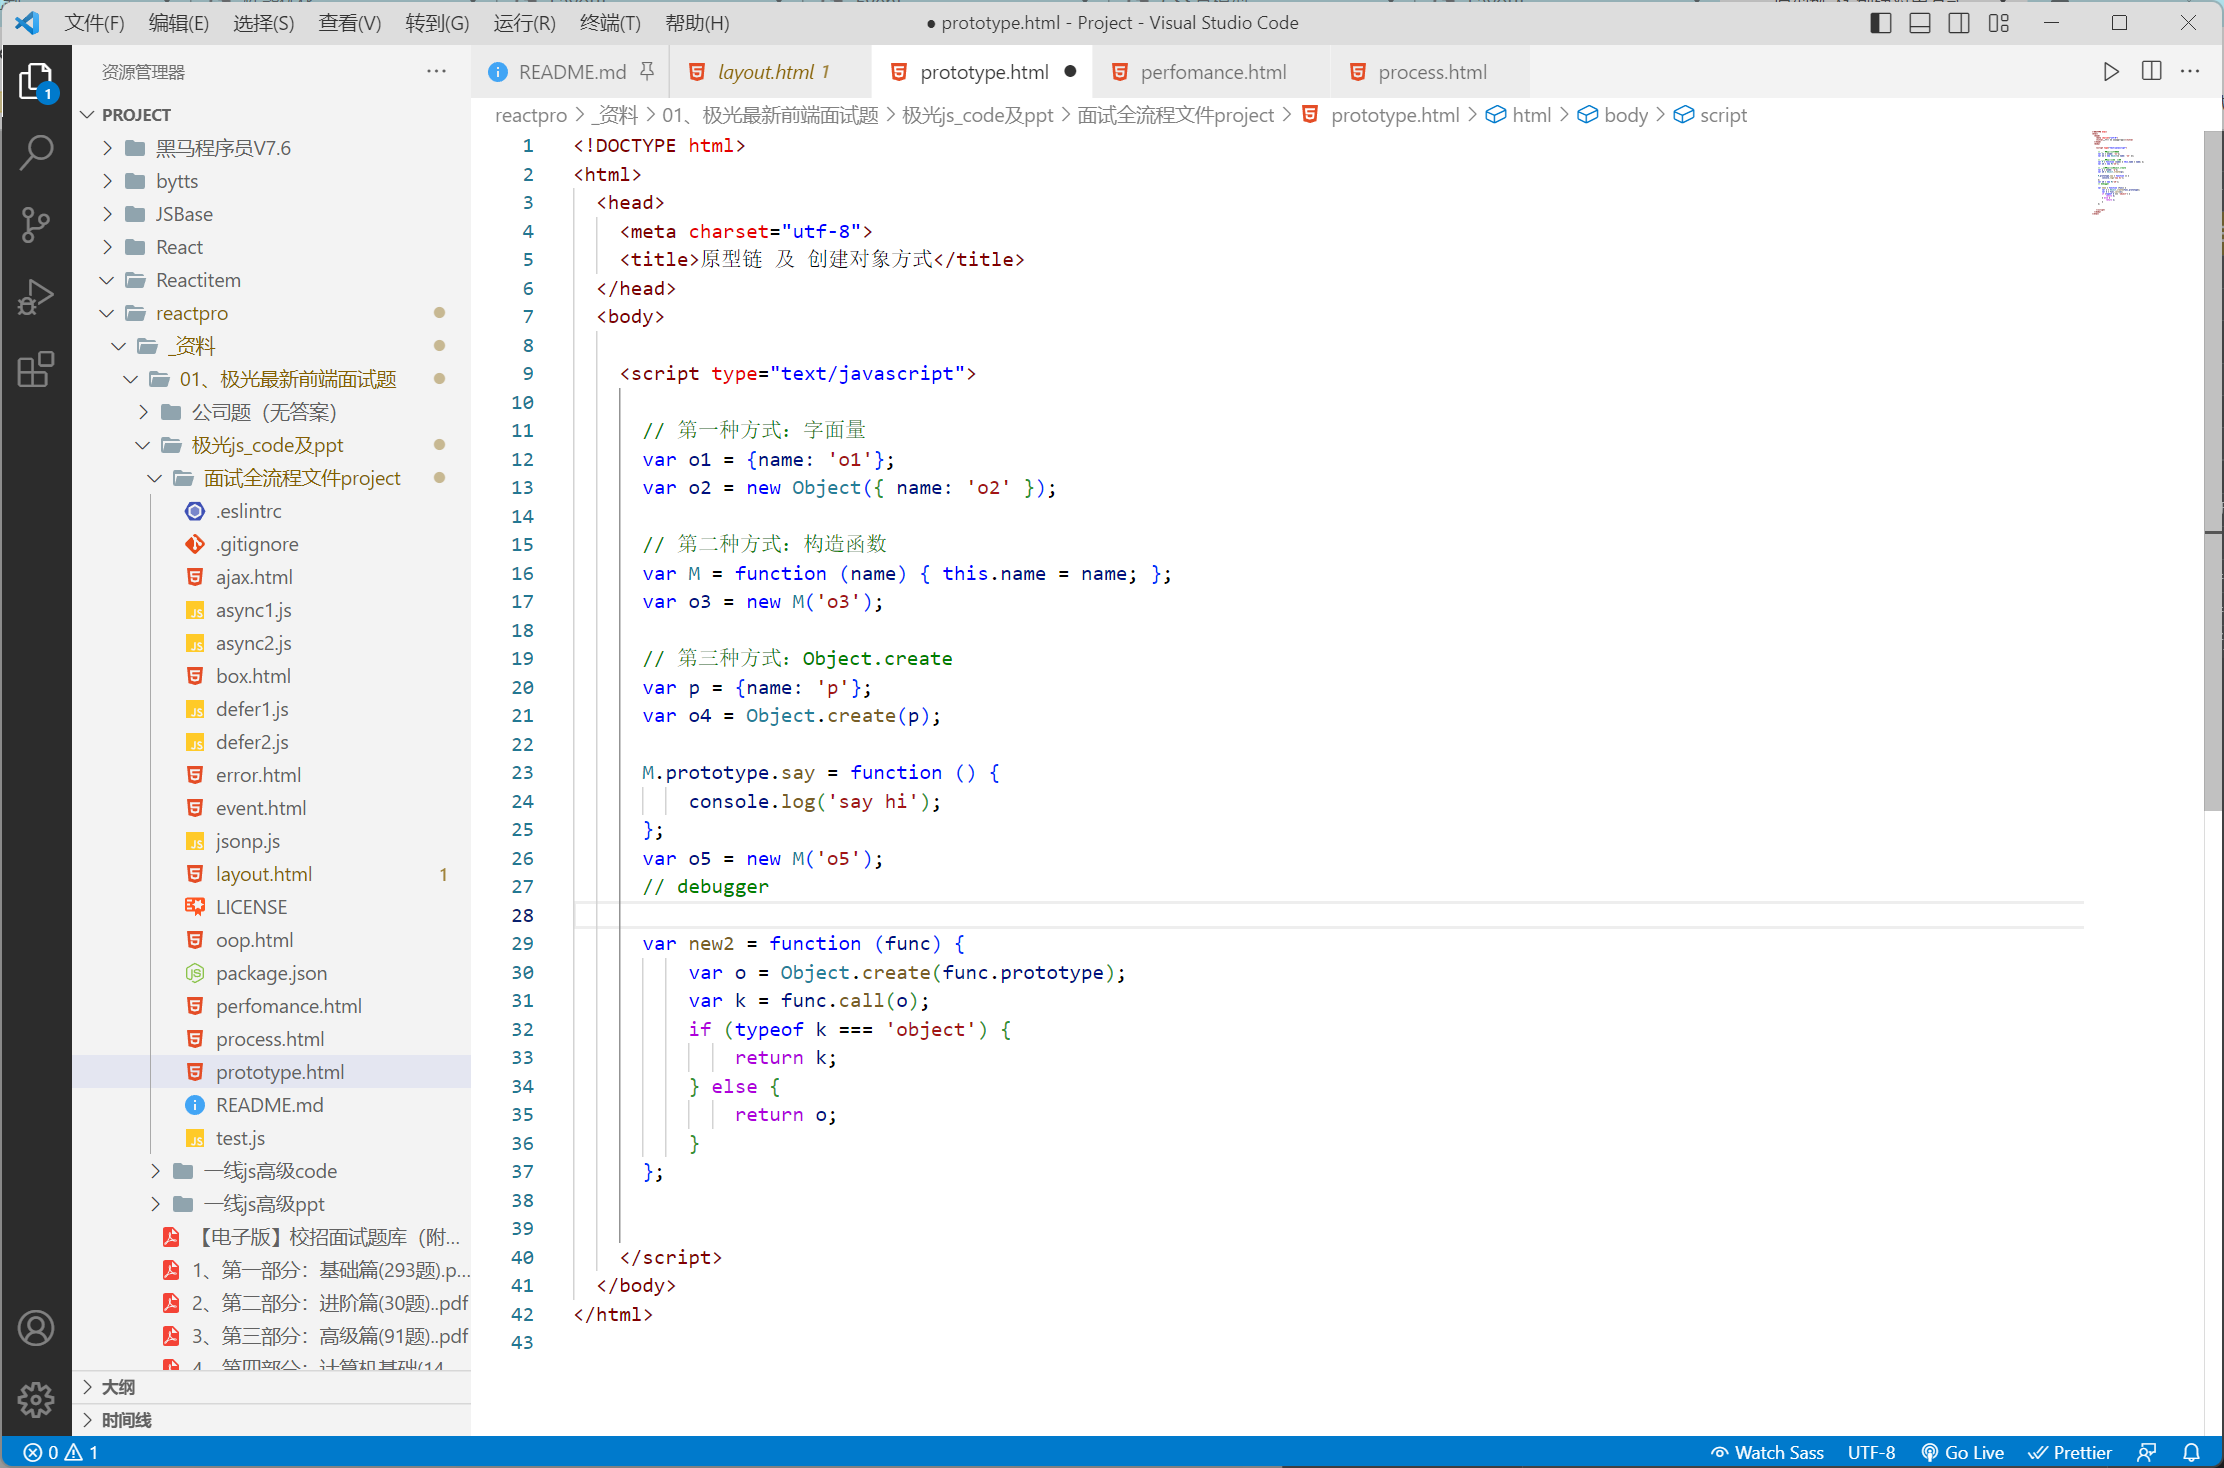 文件(F) 编辑(E) 选择(S) 查看(V) 转到(G) 运行(R) 终端(T) 帮助(H)
● prototype.html - Project - Visual Studio Code
资源管理器
README.md
layout.html 1
prototype.html
perfomance.html
process.html
1
PROJECT
黑马程序员V7.6
bytts
JSBase
React
Reactitem
reactpro
_资料
01、极光最新前端面试题
公司题（无答案）
极光js_code及ppt
面试全流程文件project
.eslintrc
.gitignore
ajax.html
async1.js
async2.js
box.html
defer1.js
defer2.js
error.html
event.html
jsonp.js
layout.html 1
LICENSE
oop.html
package.json
perfomance.html
process.html
prototype.html
README.md
test.js
一线js高级code
一线js高级ppt
【电子版】校招面试题库（附...
1、第一部分：基础篇(293题).p...
2、第二部分：进阶篇(30题)..pdf
3、第三部分：高级篇(91题)..pdf
4、第四部分：计算机基础(14
大纲
时间线
reactpro > _资料 > 01、极光最新前端面试题 > 极光js_code及ppt > 面试全流程文件project > prototype.html > html > body > script
1 <!DOCTYPE html>
2 <html>
3 <head>
4 <meta charset="utf-8">
5 <title>原型链 及 创建对象方式</title>
6 </head>
7 <body>
8
9 <script type="text/javascript">
10
11 // 第一种方式：字面量
12 var o1 = {name: 'o1'};
13 var o2 = new Object({ name: 'o2' });
14
15 // 第二种方式：构造函数
16 var M = function (name) { this.name = name; };
17 var o3 = new M('o3');
18
19 // 第三种方式：Object.create
20 var p = {name: 'p'};
21 var o4 = Object.create(p);
22
23 M.prototype.say = function () {
24 console.log('say hi');
25 };
26 var o5 = new M('o5');
27 // debugger
28
29 var new2 = function (func) {
30 var o = Object.create(func.prototype);
31 var k = func.call(o);
32 if (typeof k === 'object') {
33 return k;
34 } else {
35 return o;
36 }
37 };
38
39
40 </script>
41 </body>
42 </html>
43
0 1
Watch Sass UTF-8 Go Live Prettier